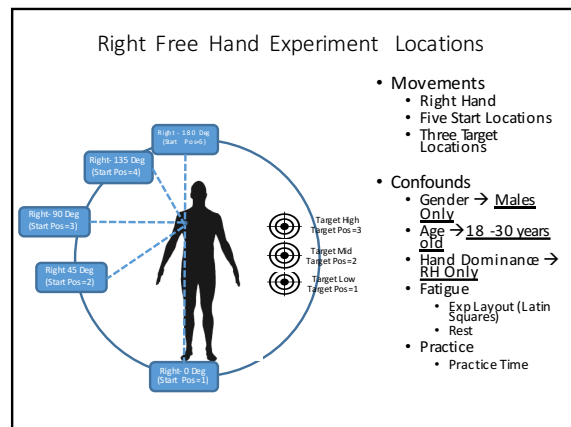 Right Free Hand Experiment Locations
Right - 180 Deg
(Start Pos=5)
Right- 135 Deg
(Start Pos=4)
Right- 90 Deg
(Start Pos=3)
Right 45 Deg
(Start Pos=2)
Right- 0 Deg
(Start Pos=1)
Target High
Target Pos=3
Target Mid
Target Pos=2
Target Low
Target Pos=1
• Movements
• Right Hand
• Five Start Locations
• Three Target
Locations
• Confounds
• Gender → Males
Only
• Age → 18 -30 years
old
• Hand Dominance →
RH Only
• Fatigue
• Exp Layout (Latin
Squares)
• Rest
• Practice
• Practice Time